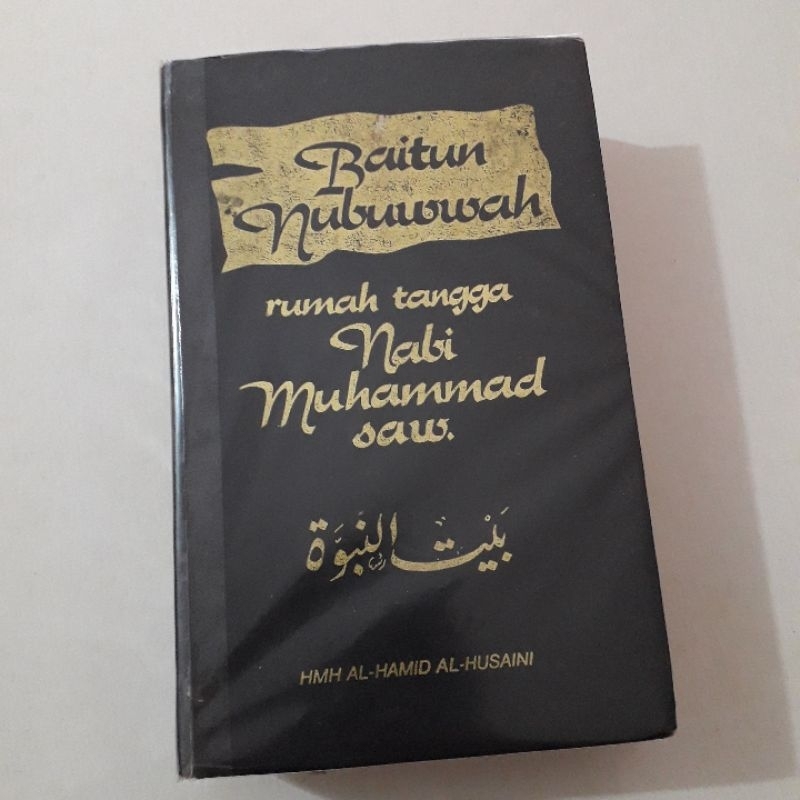 Baitun
Nubuwwah
rumah tangga
Nabi
Muhammad
saw.
بَيْتُ النُّبُوَّة
HMH AL-HAMID AL-HUSAINI